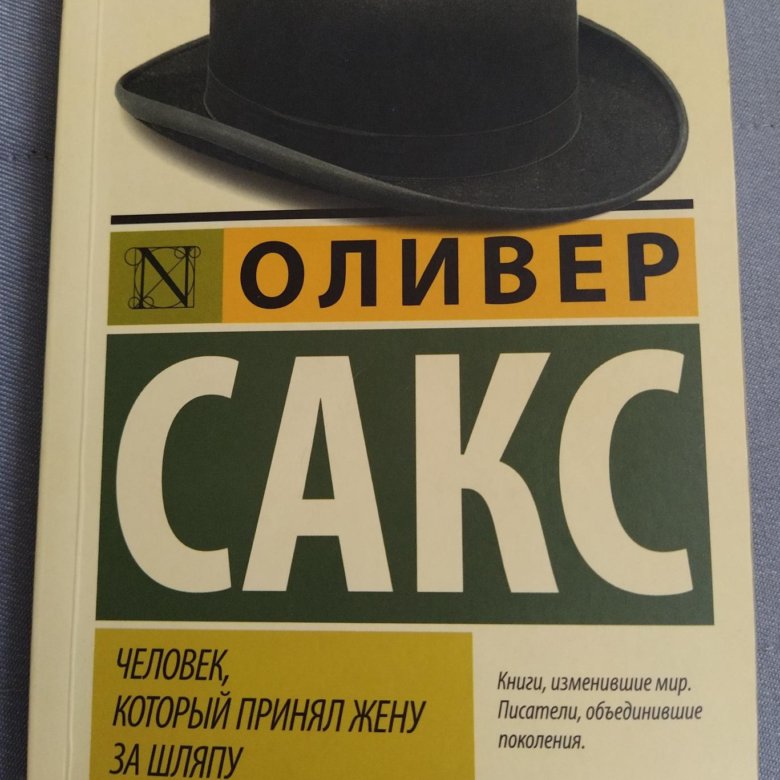 N ОЛИВЕР
САКС
ЧЕЛОВЕК,
КОТОРЫЙ ПРИНЯЛ ЖЕНУ
ЗА ШЛЯПУ
Книги, изменившие мир.
Писатели, объединившие
поколения.